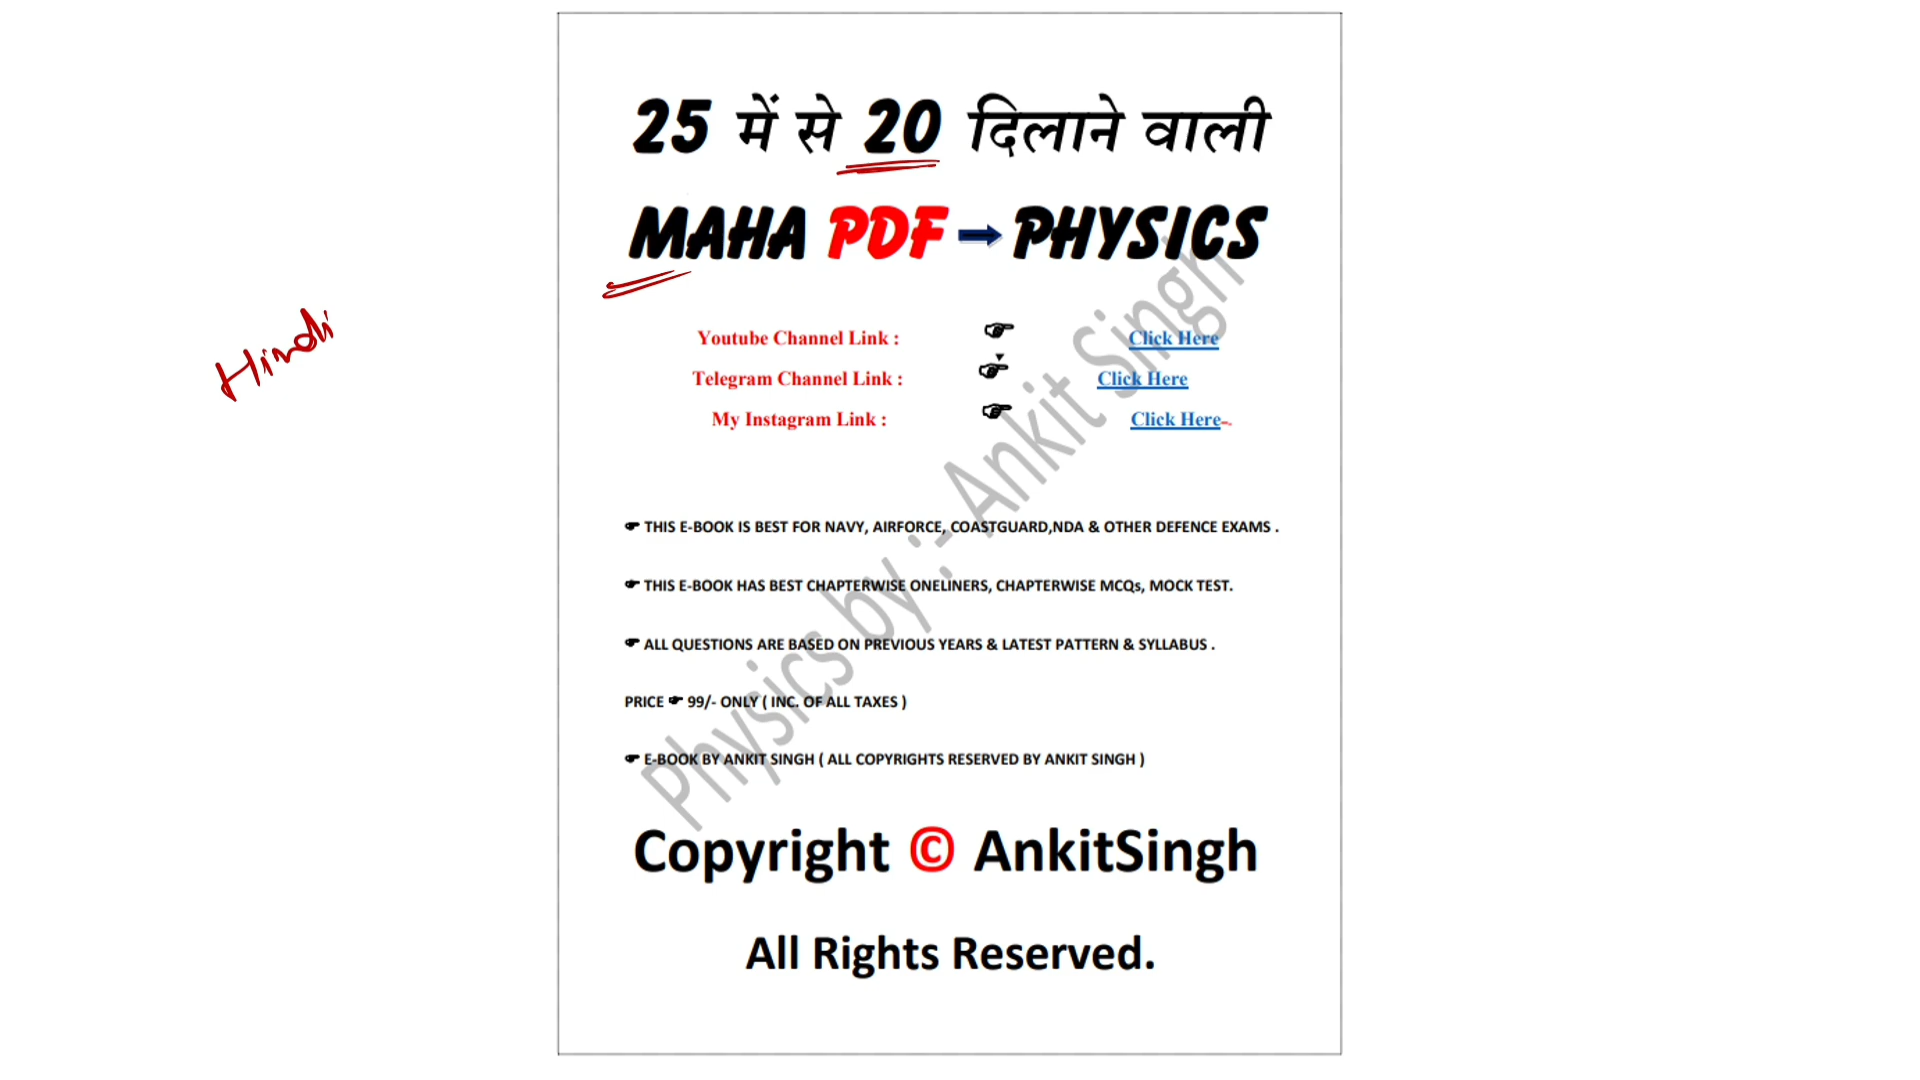 25 में से 20 दिलाने वाली
MAHA PDF → PHYSICS
Hindi
Youtube Channel Link : ☞ Click Here
Telegram Channel Link : ☞ Click Here
My Instagram Link : ☞ Click Here
☛ THIS E-BOOK IS BEST FOR NAVY, AIRFORCE, COASTGUARD,NDA & OTHER DEFENCE EXAMS .
☛ THIS E-BOOK HAS BEST CHAPTERWISE ONELINERS, CHAPTERWISE MCQs, MOCK TEST.
☛ ALL QUESTIONS ARE BASED ON PREVIOUS YEARS & LATEST PATTERN & SYLLABUS .
PRICE ☛ 99/- ONLY ( INC. OF ALL TAXES )
☛ E-BOOK BY ANKIT SINGH ( ALL COPYRIGHTS RESERVED BY ANKIT SINGH )
Physics by :- Ankit Singh
Copyright © AnkitSingh
All Rights Reserved.